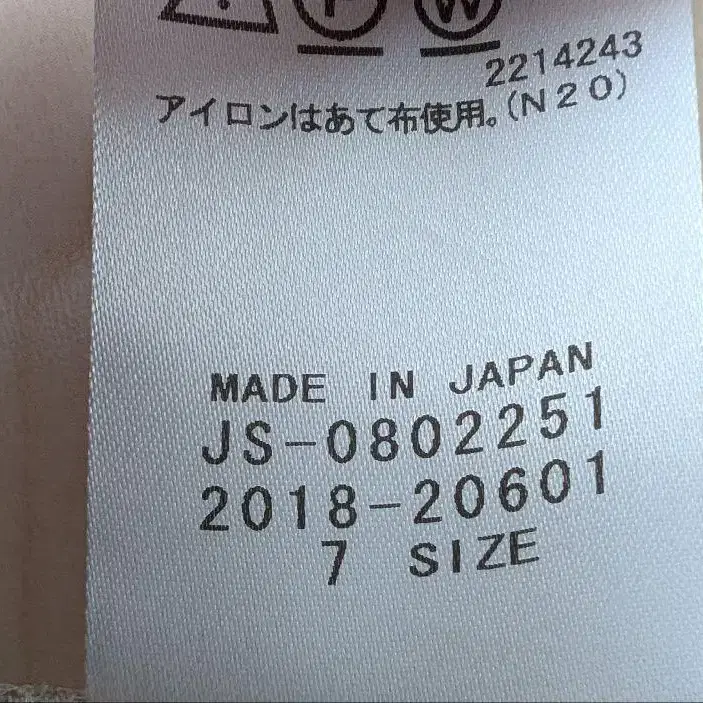 P W
2214243
アイロンはあて布使用。(N20)
MADE IN JAPAN
JS-0802251
2018-20601
7 SIZE